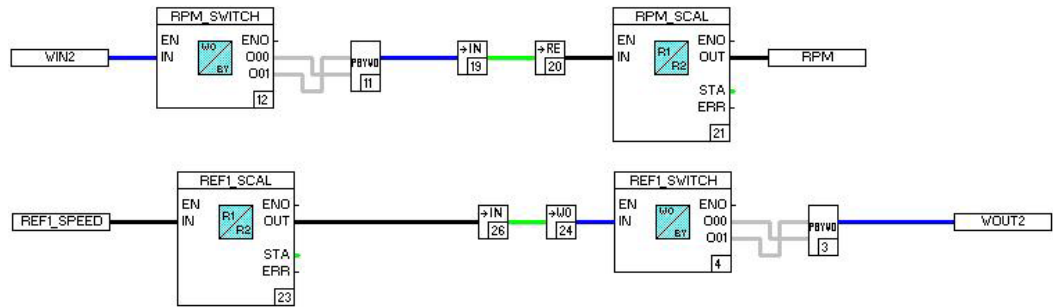 RPM_SWITCH
RPM_SCAL
EN ENO
→IN
→RE
EN ENO
WIN2
IN
WO
BY
O00
PBYWO
19
20
IN
R1
R2
OUT
RPM
O01
11
STA
12
ERR
21
REF1_SCAL
REF1_SWITCH
EN ENO
→IN
→WO
EN ENO
REF1_SPEED
IN
R1
R2
OUT
26
24
IN
WO
BY
O00
PBYWO
WOUT2
O01
3
STA
ERR
4
23